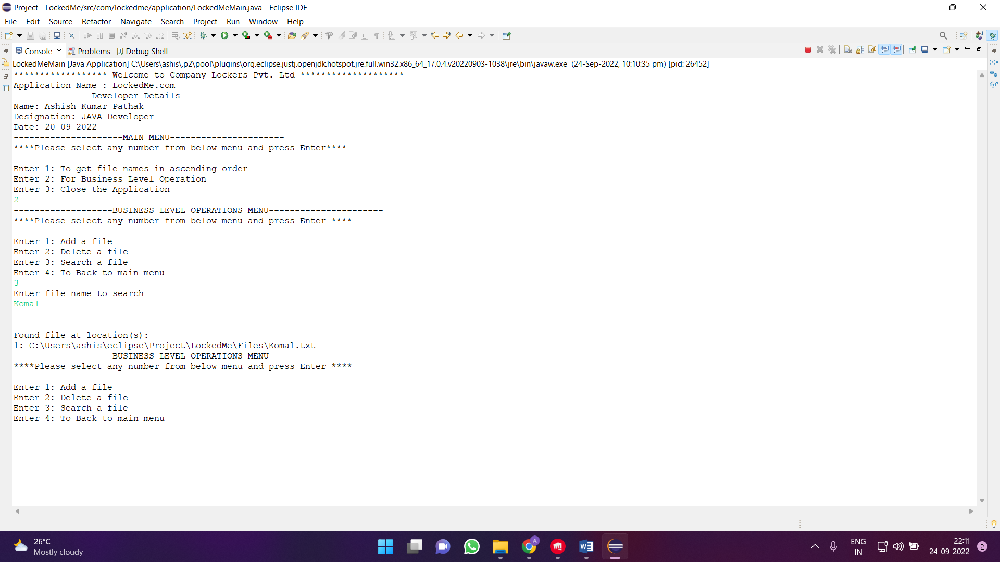 Project - LockedMe/src/com/lockedme/application/LockedMeMain.java - Eclipse IDE
File Edit Source Refactor Navigate Search Project Run Window Help
Console Problems Debug Shell
LockedMeMain [Java Application] C:\Users\ashis\.p2\pool\plugins\org.eclipse.justj.openjdk.hotspot.jre.full.win32.x86_64_17.0.4.v20220903-1038\jre\bin\javaw.exe (24-Sep-2022, 10:10:35 pm) [pid: 26452]
****************** Welcome to Company Lockers Pvt. Ltd ********************
Application Name : LockedMe.com
---------------Developer Details--------------------
Name: Ashish Kumar Pathak
Designation: JAVA Developer
Date: 20-09-2022
---------------------MAIN MENU----------------------
****Please select any number from below menu and press Enter****
Enter 1: To get file names in ascending order
Enter 2: For Business Level Operation
Enter 3: Close the Application
2
-------------------BUSINESS LEVEL OPERATIONS MENU----------------------
****Please select any number from below menu and press Enter ****
Enter 1: Add a file
Enter 2: Delete a file
Enter 3: Search a file
Enter 4: To Back to main menu
3
Enter file name to search
Komal
Found file at location(s):
1: C:\Users\ashis\eclipse\Project\LockedMe\Files\Komal.txt
-------------------BUSINESS LEVEL OPERATIONS MENU----------------------
****Please select any number from below menu and press Enter ****
Enter 1: Add a file
Enter 2: Delete a file
Enter 3: Search a file
Enter 4: To Back to main menu
26°C
Mostly cloudy
A
ENG
IN
22:11
24-09-2022
2